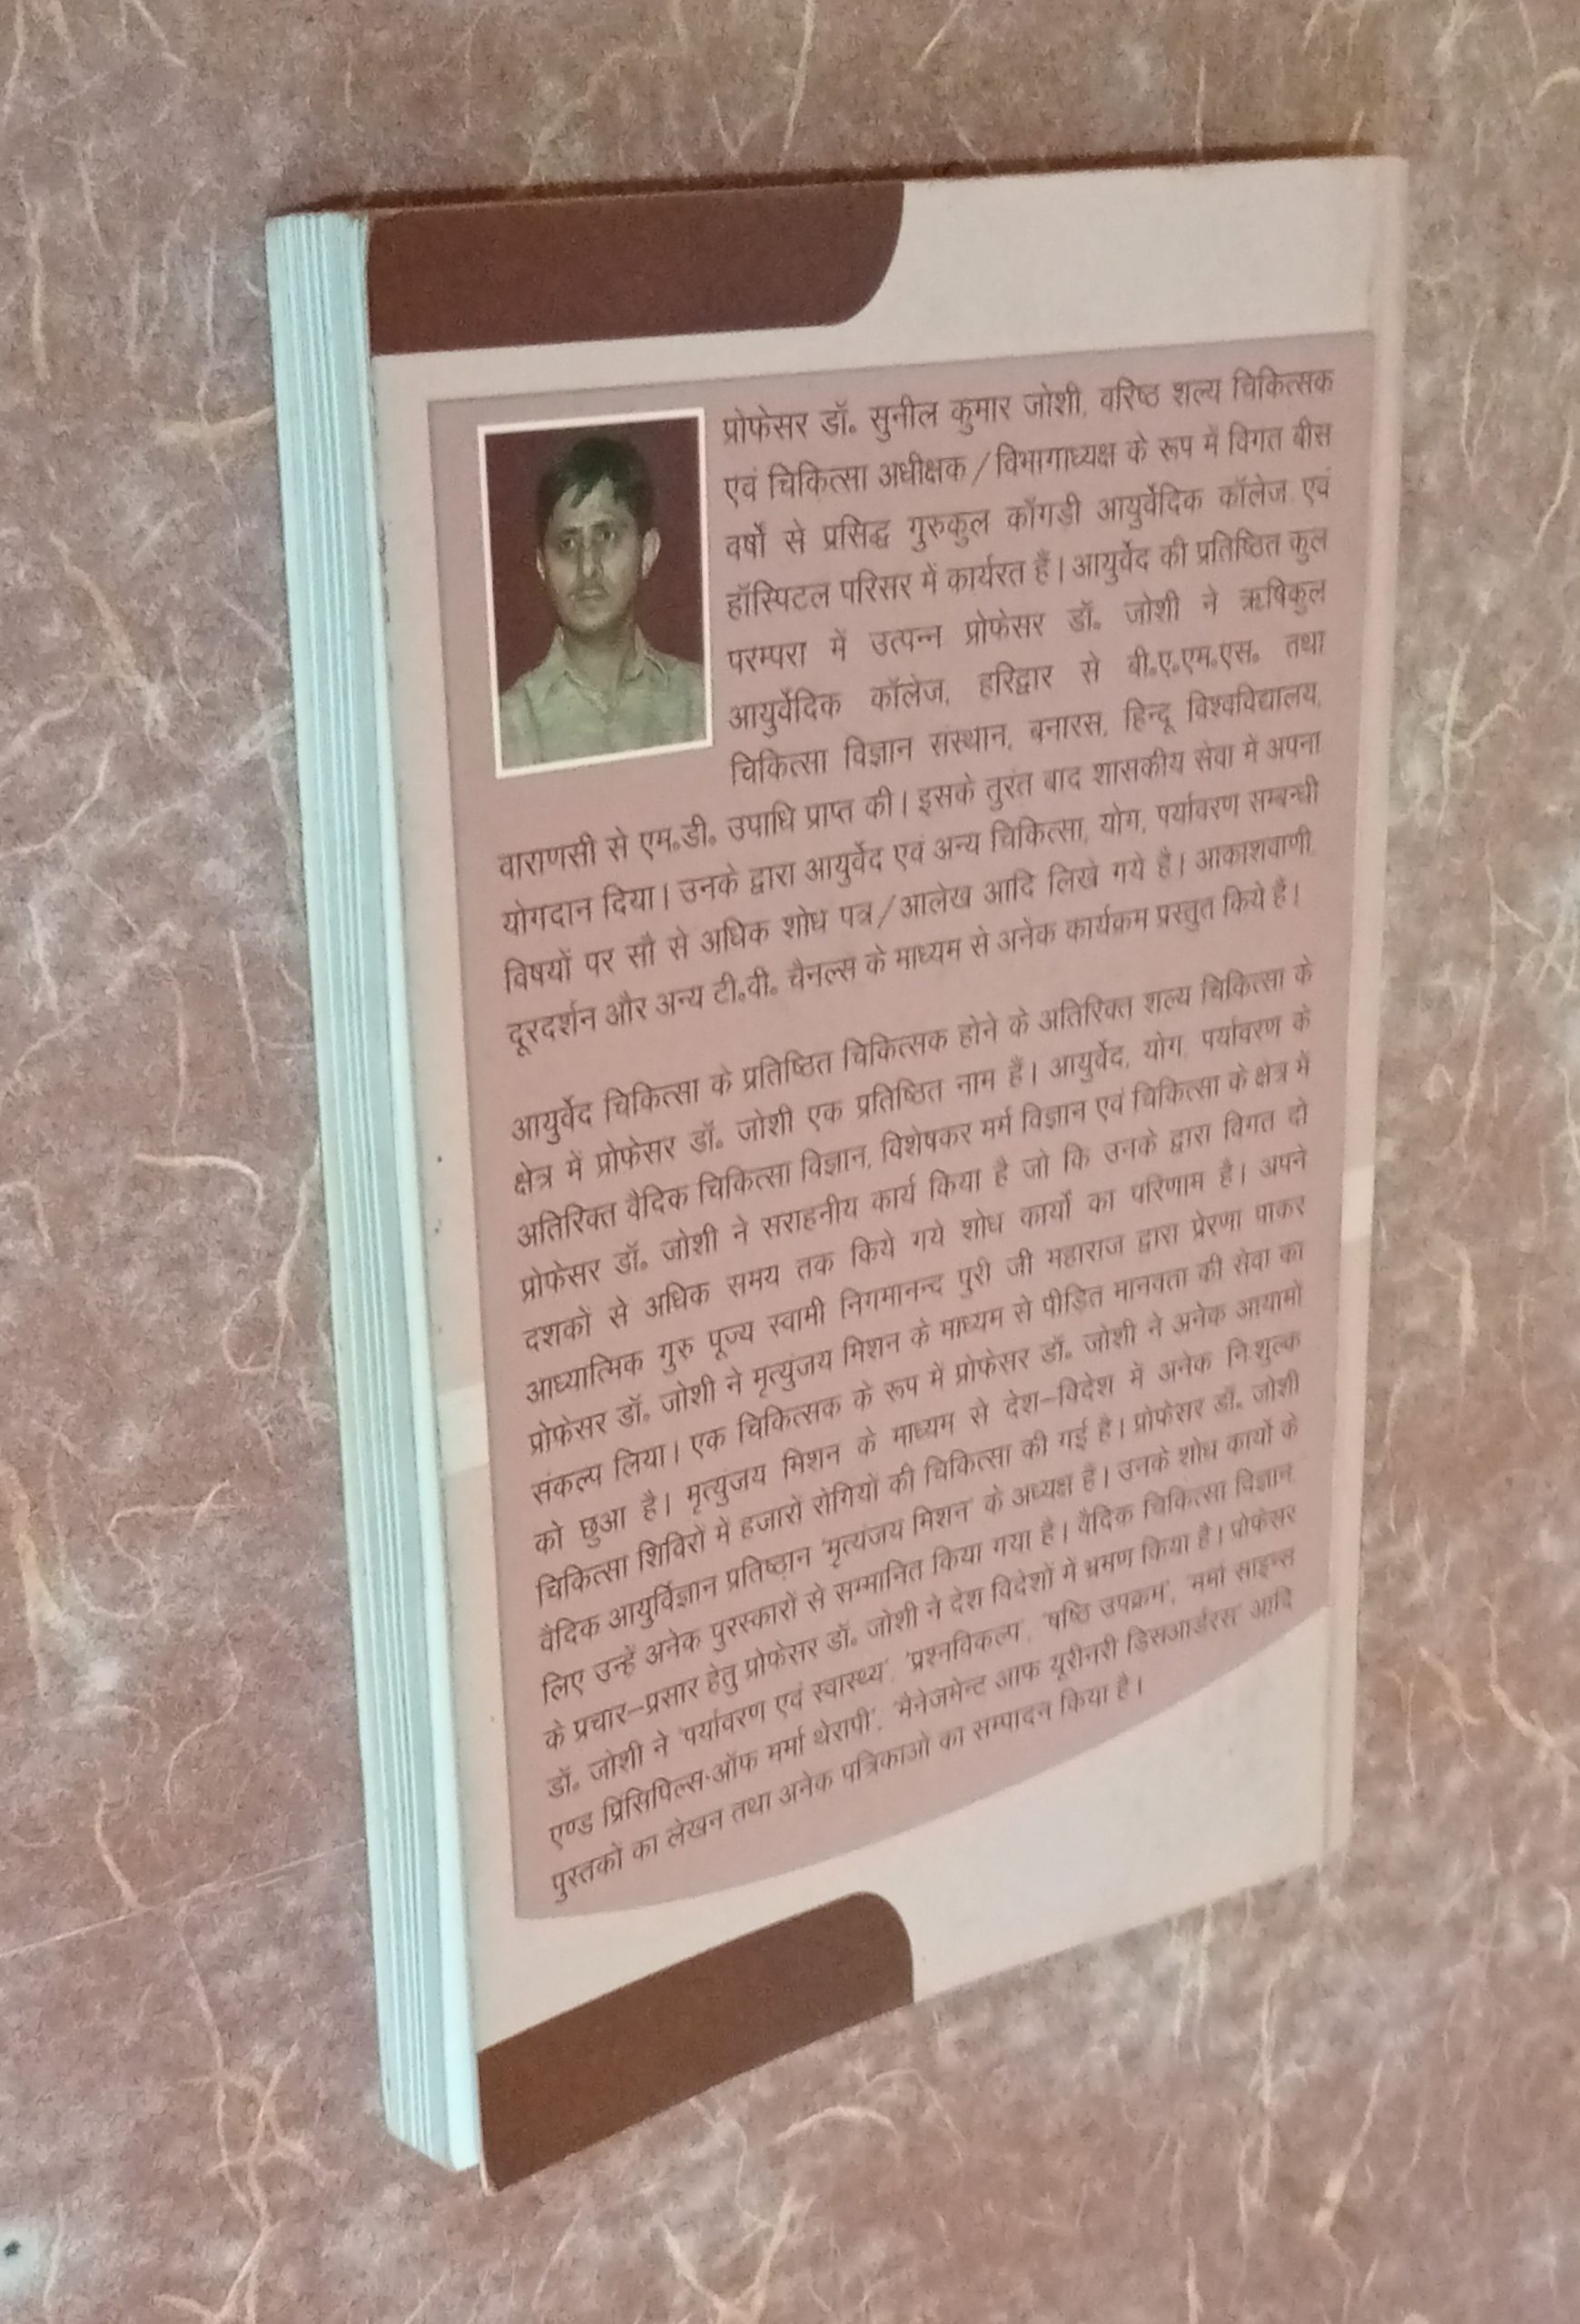 प्रोफेसर डॉ॰ सुनील कुमार जोशी, वरिष्ठ शल्य चिकित्सक
एवं चिकित्सा अधीक्षक/विभागाध्यक्ष के रूप में विगत बीस
वर्षों से प्रसिद्ध गुरुकुल काँगड़ी आयुर्वेदिक कॉलेज एवं
हॉस्पिटल परिसर में कार्यरत हैं। आयुर्वेद की प्रतिष्ठित कुल
परम्परा में उत्पन्न प्रोफेसर डॉ॰ जोशी ने ऋषिकुल
आयुर्वेदिक कॉलेज, हरिद्वार से बी॰ए॰एम॰एस॰ तथा
चिकित्सा विज्ञान संस्थान, बनारस, हिन्दू विश्वविद्यालय,
वाराणसी से एम॰डी॰ उपाधि प्राप्त की। इसके तुरंत बाद शासकीय सेवा में अपना
योगदान दिया। उनके द्वारा आयुर्वेद एवं अन्य चिकित्सा, योग, पर्यावरण सम्बन्धी
विषयों पर सौ से अधिक शोध पत्र/आलेख आदि लिखे गये है। आकाशवाणी,
दूरदर्शन और अन्य टी॰वी॰ चैनल्स के माध्यम से अनेक कार्यक्रम प्रस्तुत किये है।
आयुर्वेद चिकित्सा के प्रतिष्ठित चिकित्सक होने के अतिरिक्त शल्य चिकित्सा के
क्षेत्र में प्रोफेसर डॉ॰ जोशी एक प्रतिष्ठित नाम हैं। आयुर्वेद, योग, पर्यावरण के
अतिरिक्त वैदिक चिकित्सा विज्ञान, विशेषकर मर्म विज्ञान एवं चिकित्सा के क्षेत्र में
प्रोफेसर डॉ॰ जोशी ने सराहनीय कार्य किया है जो कि उनके द्वारा विगत दो
दशकों से अधिक समय तक किये गये शोध कार्यों का परिणाम है। अपने
आध्यात्मिक गुरु पूज्य स्वामी निगमानन्द पुरी जी महाराज द्वारा प्रेरणा पाकर
प्रोफेसर डॉ॰ जोशी ने मृत्युंजय मिशन के माध्यम से पीड़ित मानवता की सेवा का
संकल्प लिया। एक चिकित्सक के रूप में प्रोफेसर डॉ॰ जोशी ने अनेक आयामों
को छुआ है। मृत्युंजय मिशन के माध्यम से देश-विदेश में अनेक निःशुल्क
चिकित्सा शिविरों में हजारों रोगियों की चिकित्सा की गई है। प्रोफेसर डॉ॰ जोशी
वैदिक आयुर्विज्ञान प्रतिष्ठान 'मृत्यंजय मिशन' के अध्यक्ष है। उनके शोध कार्यों के
लिए उन्हें अनेक पुरस्कारों से सम्मानित किया गया है। वैदिक चिकित्सा विज्ञान
के प्रचार-प्रसार हेतु प्रोफेसर डॉ॰ जोशी ने देश विदेशों में भ्रमण किया है। प्रोफेसर
डॉ॰ जोशी ने 'पर्यावरण एवं स्वास्थ्य', 'प्रश्नविकल्प', 'षष्ठि उपक्रम', 'मर्मा साइन्स
एण्ड प्रिंसिपिल्स ऑफ मर्मा थेरापी', 'मैनेजमेन्ट आफ यूरीनरी डिसआर्डरस' आदि
पुस्तकों का लेखन तथा अनेक पत्रिकाओं का सम्पादन किया है।